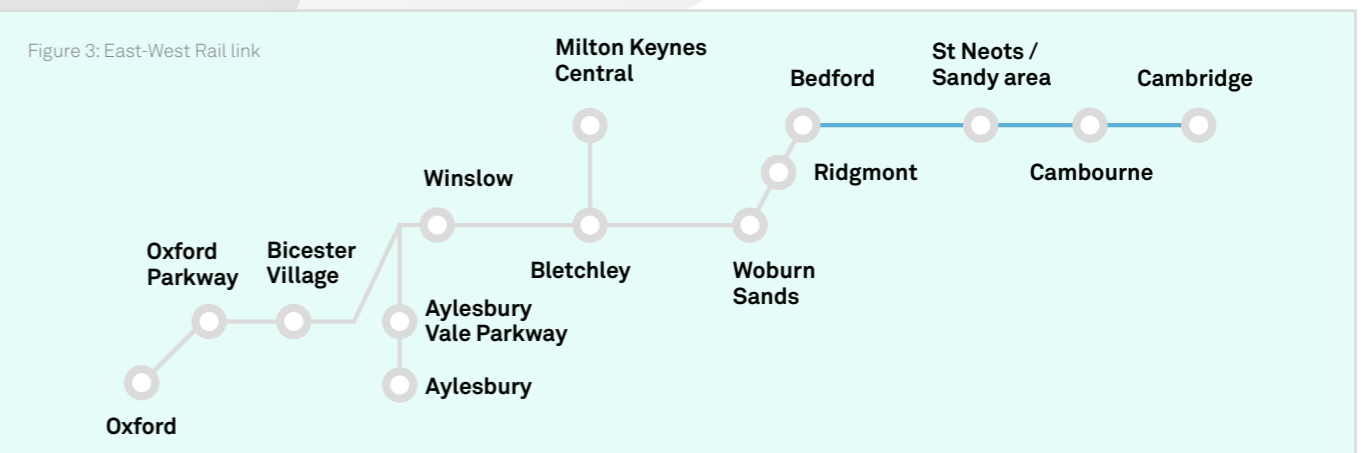 Figure 3: East-West Rail link
Milton Keynes
Central
Bedford
St Neots /
Sandy area
Cambridge
Winslow
Ridgmont
Cambourne
Oxford
Parkway
Bicester
Village
Bletchley
Woburn
Sands
Aylesbury
Vale Parkway
Aylesbury
Oxford